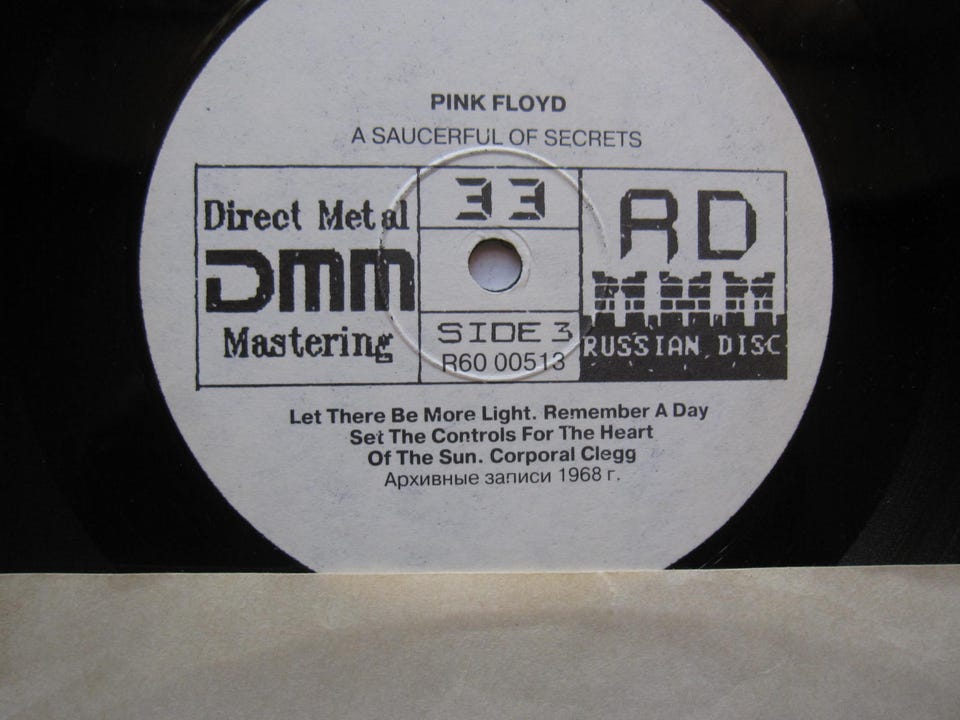 PINK FLOYD
A SAUCERFUL OF SECRETS
Direct Metal
DMM
Mastering
33
SIDE 3
R60 00513
RD
RUSSIAN DISC
Let There Be More Light. Remember A Day
Set The Controls For The Heart
Of The Sun. Corporal Clegg
Архивные записи 1968 г.